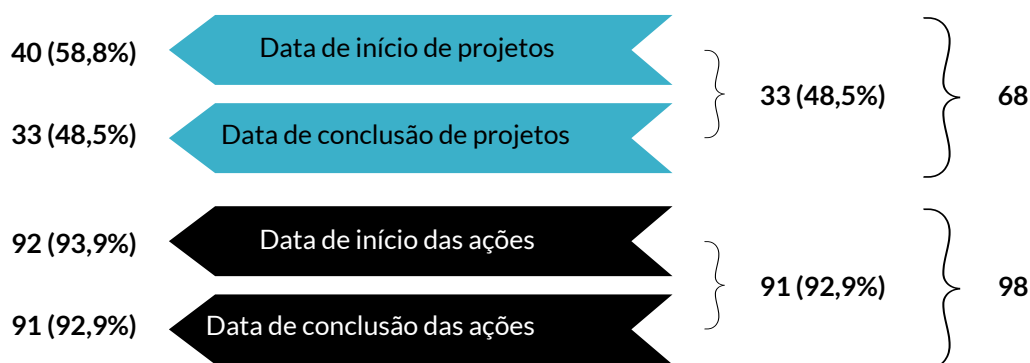 40 (58,8%)
Data de início de projetos
33 (48,5%)
Data de conclusão de projetos
33 (48,5%)
68
92 (93,9%)
Data de início das ações
91 (92,9%)
Data de conclusão das ações
91 (92,9%)
98